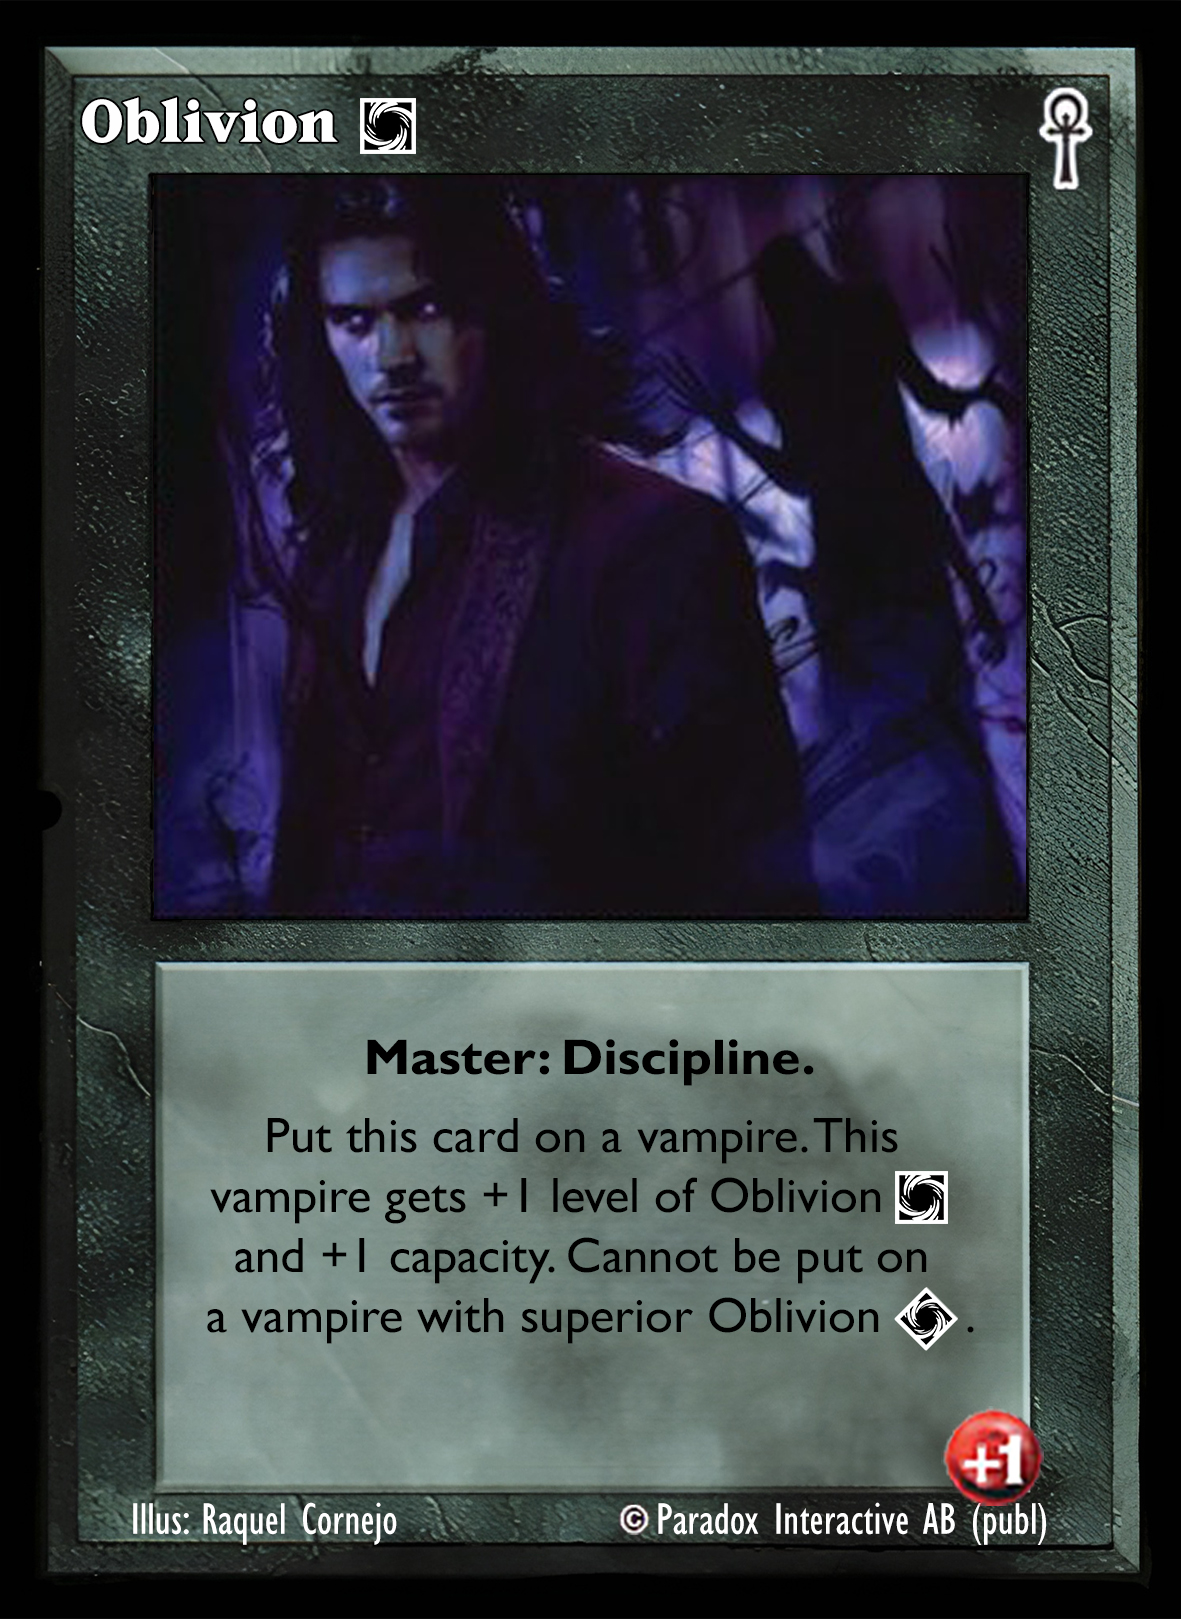 Oblivion
Master: Discipline.
Put this card on a vampire. This
vampire gets +1 level of Oblivion
and +1 capacity. Cannot be put on
a vampire with superior Oblivion .
+1
Illus: Raquel Cornejo © Paradox Interactive AB (publ)